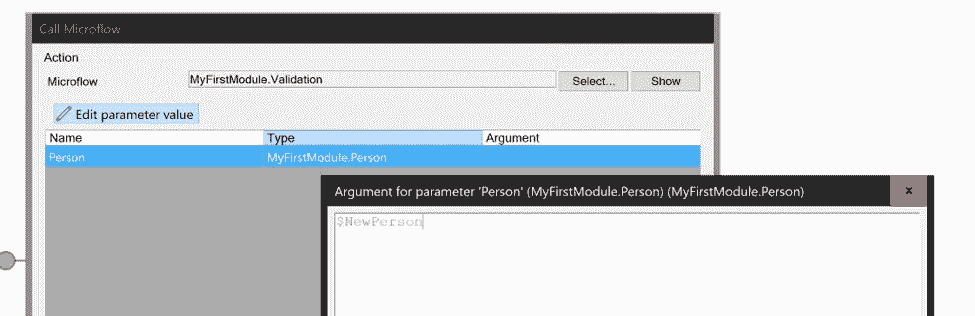 Call Microflow
Action
Microflow MyFirstModule.Validation Select... Show
Edit parameter value
Name Type Argument
Person MyFirstModule.Person
Argument for parameter 'Person' (MyFirstModule.Person) (MyFirstModule.Person) x
$NewPerson